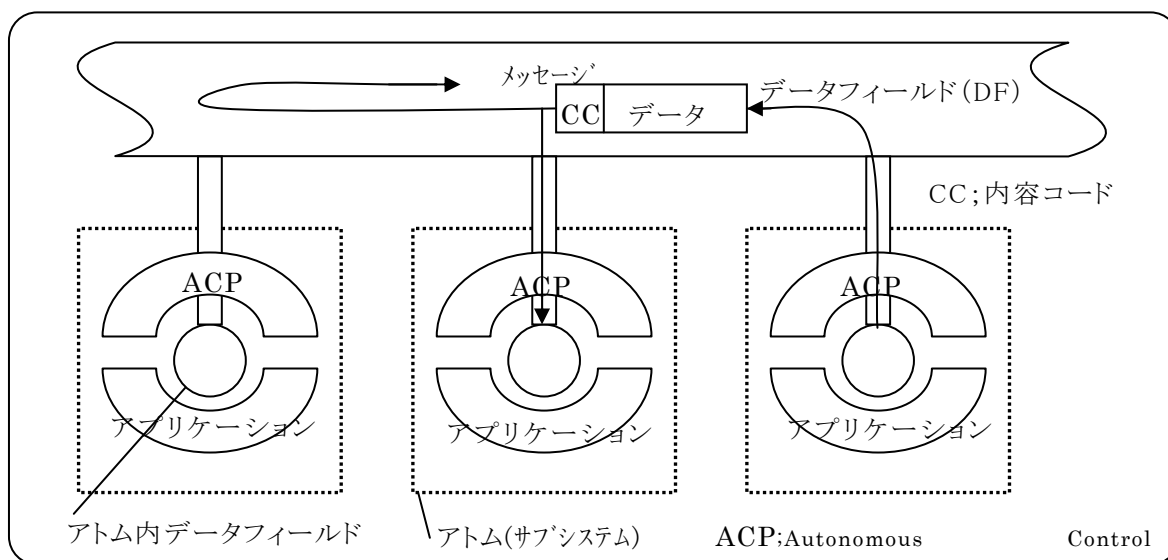 メッセージ
データフィールド(DF)
CC データ
CC;内容コード
ACP ACP ACP
アプリケーション アプリケーション アプリケーション
アトム内データフィールド アトム(サブシステム) ACP;Autonomous Control